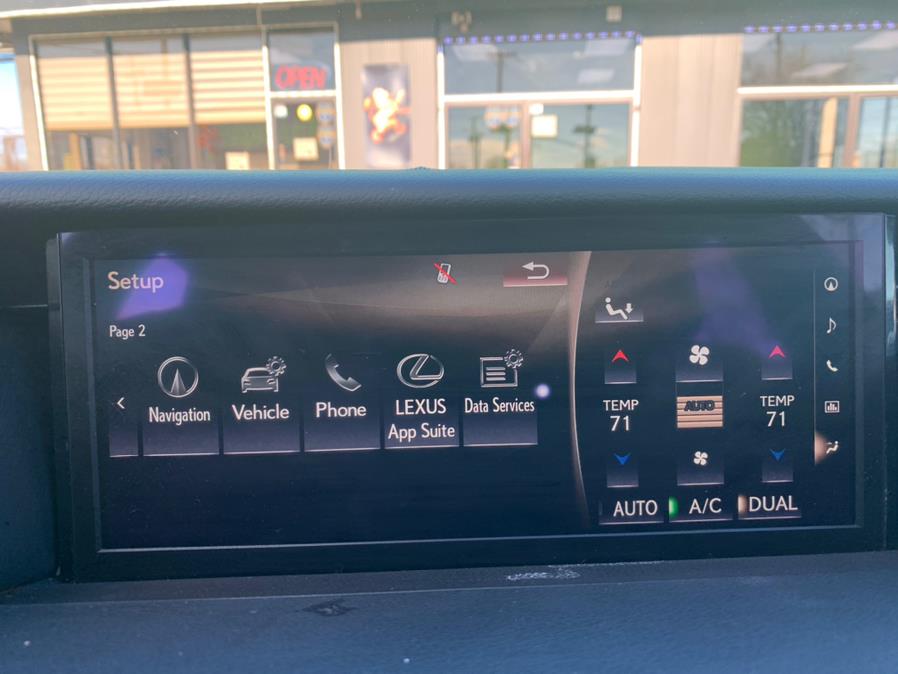 OPEN
Setup
Page 2
Navigation
Vehicle
Phone
LEXUS
App Suite
Data Services
TEMP
71
AUTO
TEMP
71
AUTO
A/C
DUAL